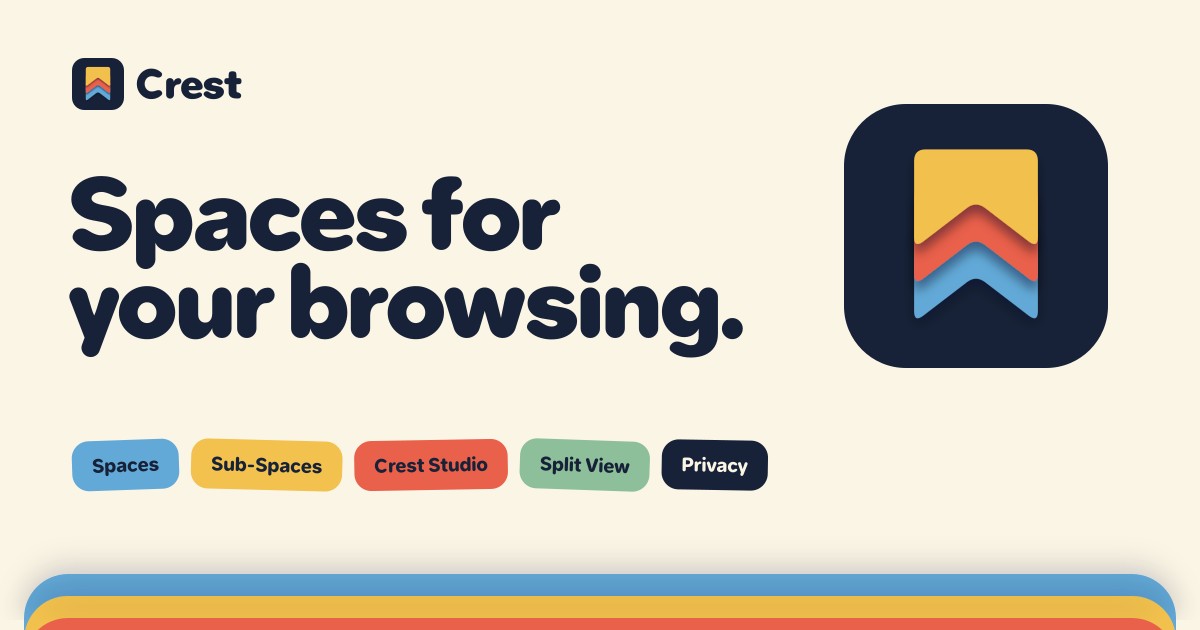 Crest
Spaces for
your browsing.
Spaces
Sub-Spaces
Crest Studio
Split View
Privacy